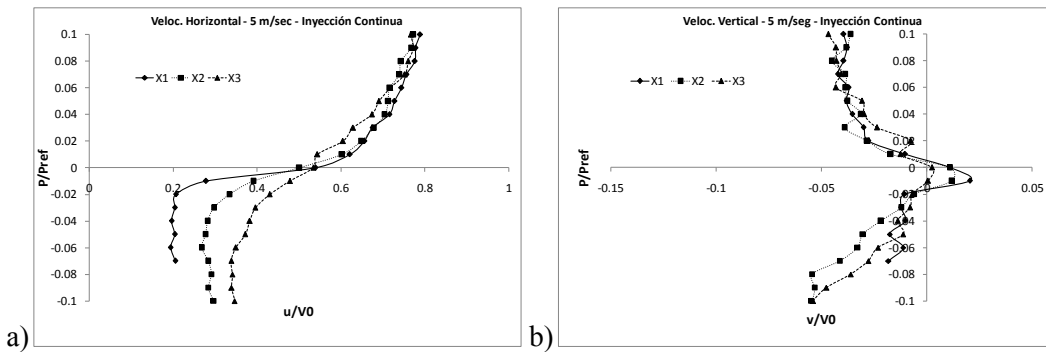 Veloc. Horizontal - 5 m/sec - Inyección Continua
0.1
0.08
0.06
0.04
0.02
0
-0.02
-0.04
-0.06
-0.08
-0.1
P/Pref
X1 X2 X3
0 0.2 0.4 0.6 0.8 1
u/V0
a)
Veloc. Vertical - 5 m/seg - Inyección Continua
0.1
0.08
0.06
0.04
0.02
0
-0.02
-0.04
-0.06
-0.08
-0.1
P/Pref
X1 X2 X3
-0.15 -0.1 -0.05 0 0.05
v/V0
b)